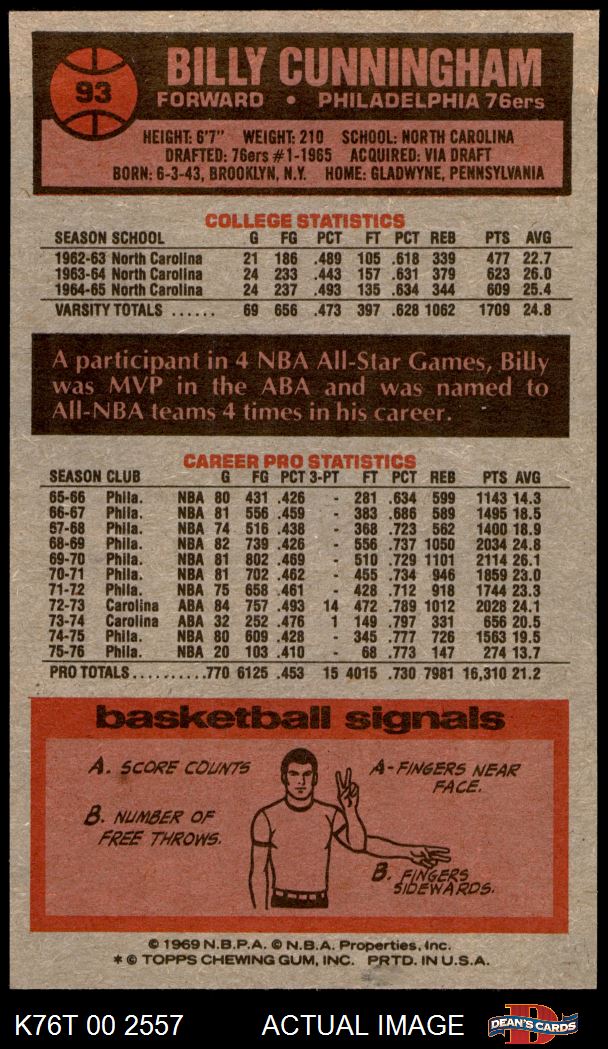 93
BILLY CUNNINGHAM
FORWARD • PHILADELPHIA 76ers
HEIGHT: 6'7" WEIGHT: 210 SCHOOL: NORTH CAROLINA
DRAFTED: 76ers #1-1965 ACQUIRED: VIA DRAFT
BORN: 6-3-43, BROOKLYN, N.Y. HOME: GLADWYNE, PENNSYLVANIA
COLLEGE STATISTICS
SEASON SCHOOL G FG PCT FT PCT REB PTS AVG
1962-63 North Carolina 21 186 .489 105 .618 339 477 22.7
1963-64 North Carolina 24 233 .443 157 .631 379 623 26.0
1964-65 North Carolina 24 237 .493 135 .634 344 609 25.4
VARSITY TOTALS ...... 69 656 .473 397 .628 1062 1709 24.8
A participant in 4 NBA All-Star Games, Billy
was MVP in the ABA and was named to
All-NBA teams 4 times in his career.
CAREER PRO STATISTICS
SEASON CLUB G FG PCT 3-PT FT PCT REB PTS AVG
65-66 Phila. NBA 80 431 .426 - 281 .634 599 1143 14.3
66-67 Phila. NBA 81 556 .459 - 383 .686 589 1495 18.5
67-68 Phila. NBA 74 516 .438 - 368 .723 562 1400 18.9
68-69 Phila. NBA 82 739 .426 - 556 .737 1050 2034 24.8
69-70 Phila. NBA 81 802 .469 - 510 .729 1101 2114 26.1
70-71 Phila. NBA 81 702 .462 - 455 .734 946 1859 23.0
71-72 Phila. NBA 75 658 .461 - 428 .712 918 1744 23.3
72-73 Carolina ABA 84 757 .493 14 472 .789 1012 2028 24.1
73-74 Carolina ABA 32 252 .476 1 149 .797 331 656 20.5
74-75 Phila. NBA 80 609 .428 - 345 .777 726 1563 19.5
75-76 Phila. NBA 20 103 .410 - 68 .773 147 274 13.7
PRO TOTALS..........770 6125 .453 15 4015 .730 7981 16,310 21.2
basketball signals
A. SCORE COUNTS
A-FINGERS NEAR
FACE.
B. NUMBER OF
FREE THROWS.
B. FINGERS
SIDEWARDS.
© 1969 N.B.P.A. © N.B.A. Properties, Inc.
* © TOPPS CHEWING GUM, INC. PRTD. IN U.S.A.
K76T 00 2557 ACTUAL IMAGE
D
DEAN'S CARDS